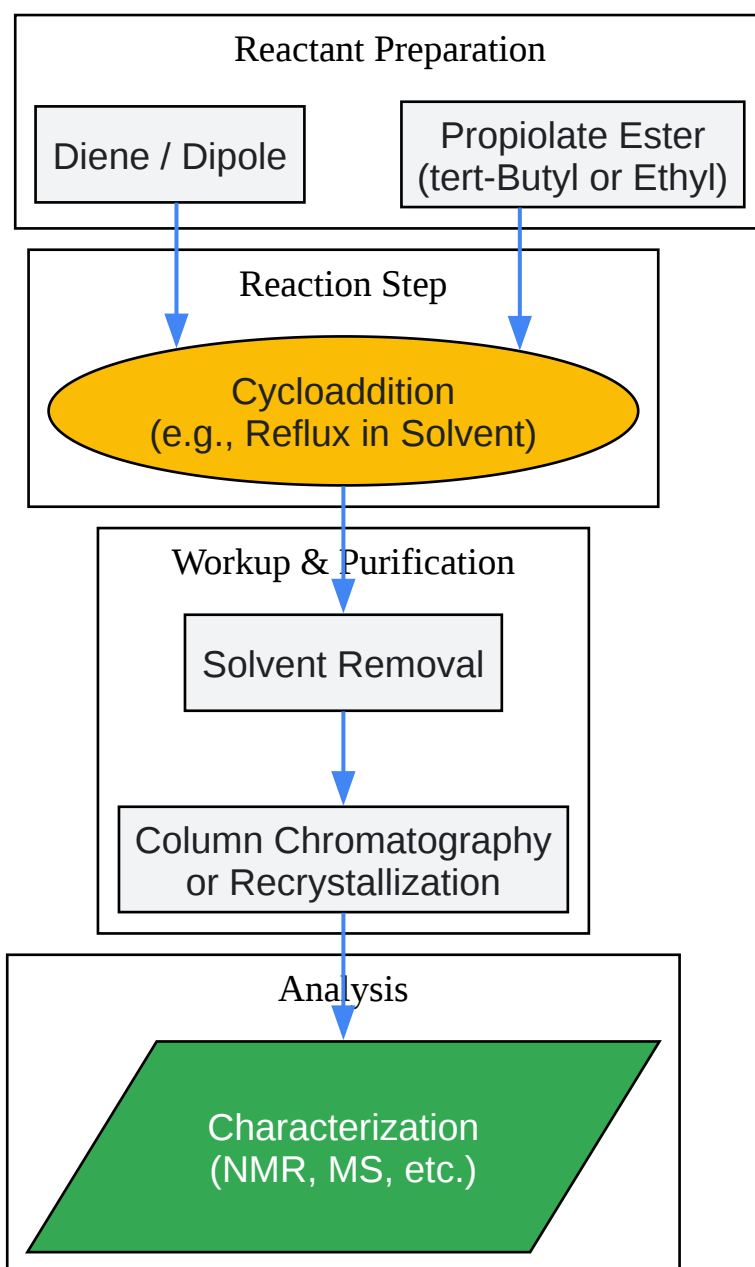 Reactant Preparation
Diene / Dipole
Propiolate Ester
(tert-Butyl or Ethyl)
Reaction Step
Cycloaddition
(e.g., Reflux in Solvent)
Workup & Purification
Solvent Removal
Column Chromatography
or Recrystallization
Analysis
Characterization
(NMR, MS, etc.)